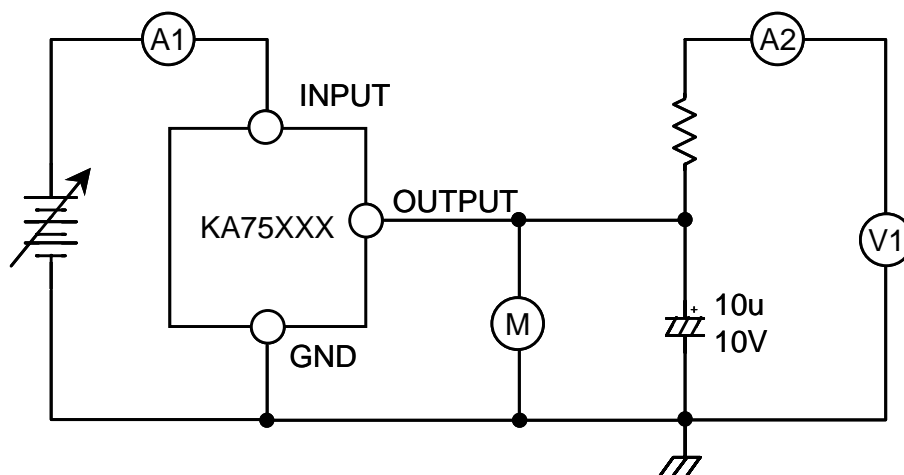 A1
A2
INPUT
KA75XXX
OUTPUT
V1
M
+
10u
10V
GND